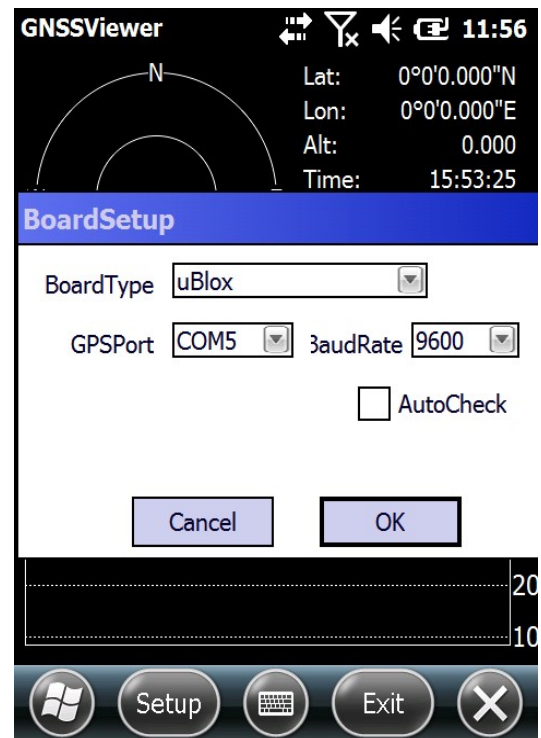 GNSSViewer 11:56
N
Lat: 0°0'0.000"N
Lon: 0°0'0.000"E
Alt: 0.000
Time: 15:53:25
BoardSetup
BoardType uBlox
GPSPort COM5 BaudRate 9600
AutoCheck
Cancel OK
20
10
Setup Exit